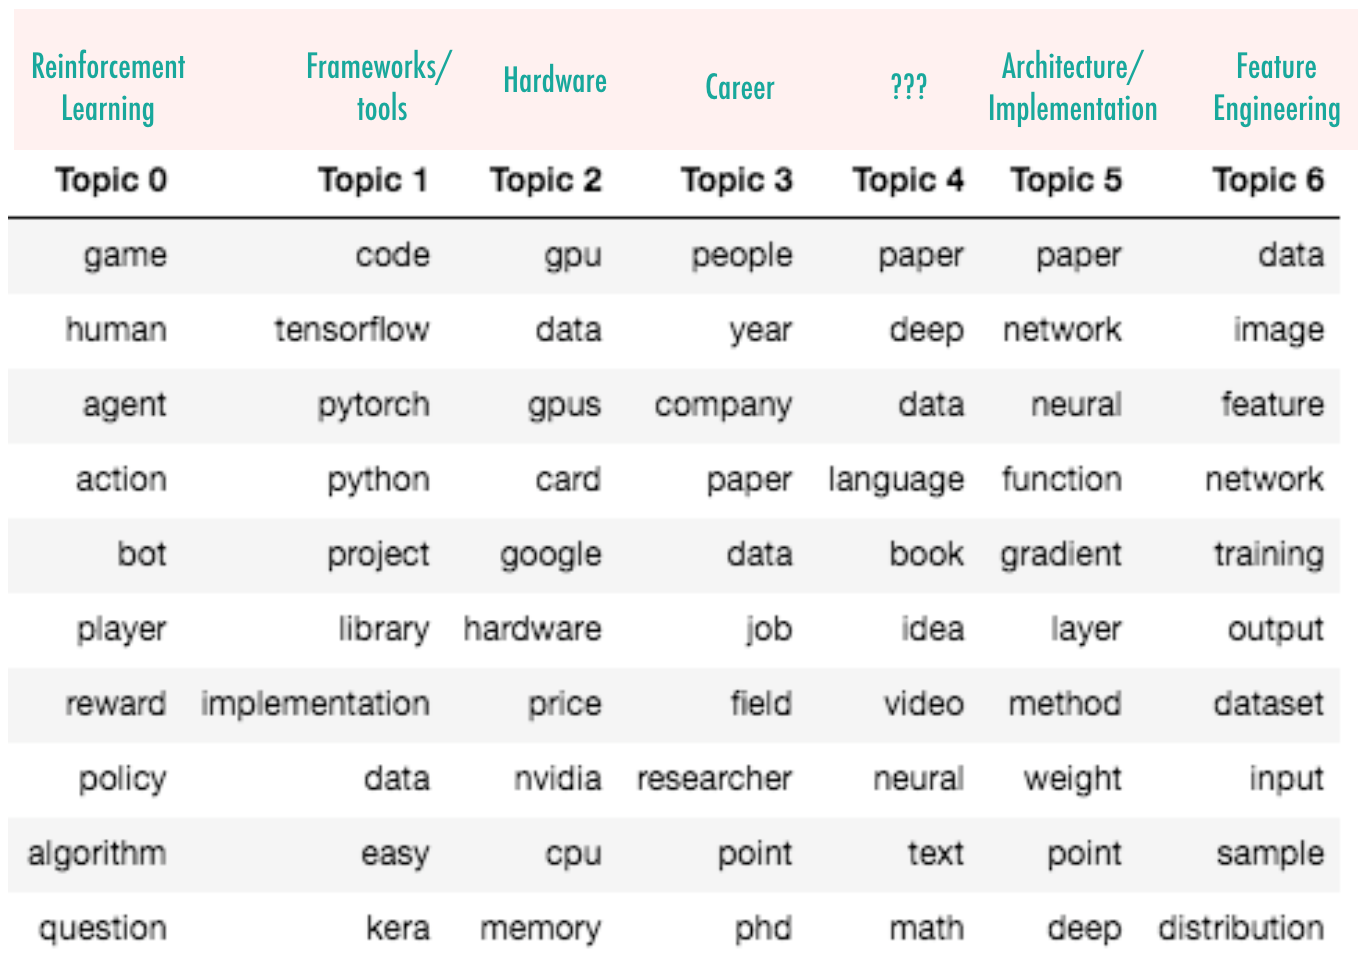 Reinforcement Learning Frameworks/ tools Hardware Career ??? Architecture/ Implementation Feature Engineering
Topic 0 Topic 1 Topic 2 Topic 3 Topic 4 Topic 5 Topic 6
game code gpu people paper paper data
human tensorflow data year deep network image
agent pytorch gpus company data neural feature
action python card paper language function network
bot project google data book gradient training
player library hardware job idea layer output
reward implementation price field video method dataset
policy data nvidia researcher neural weight input
algorithm easy cpu point text point sample
question kera memory phd math deep distribution